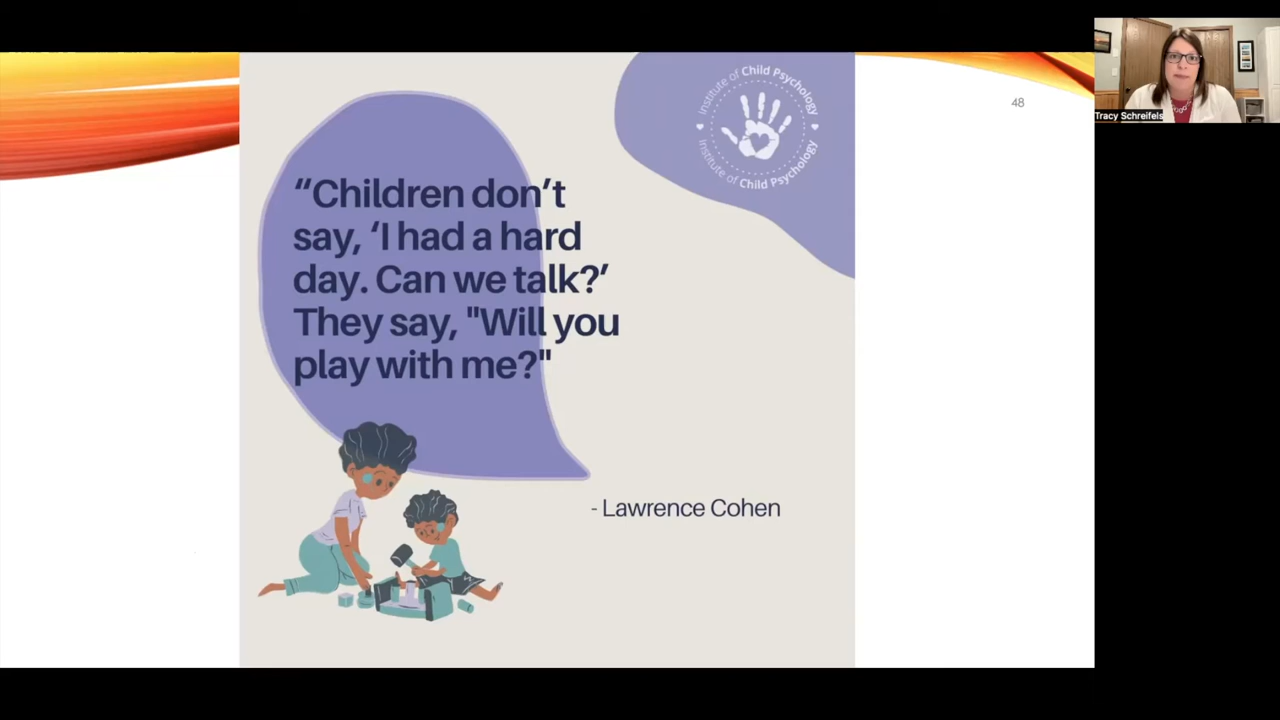 “Children don’t
say, ‘I had a hard
day. Can we talk?’
They say, "Will you
play with me?"
- Lawrence Cohen
Institute of Child Psychology
Institute of Child Psychology
48
Tracy Schreifels